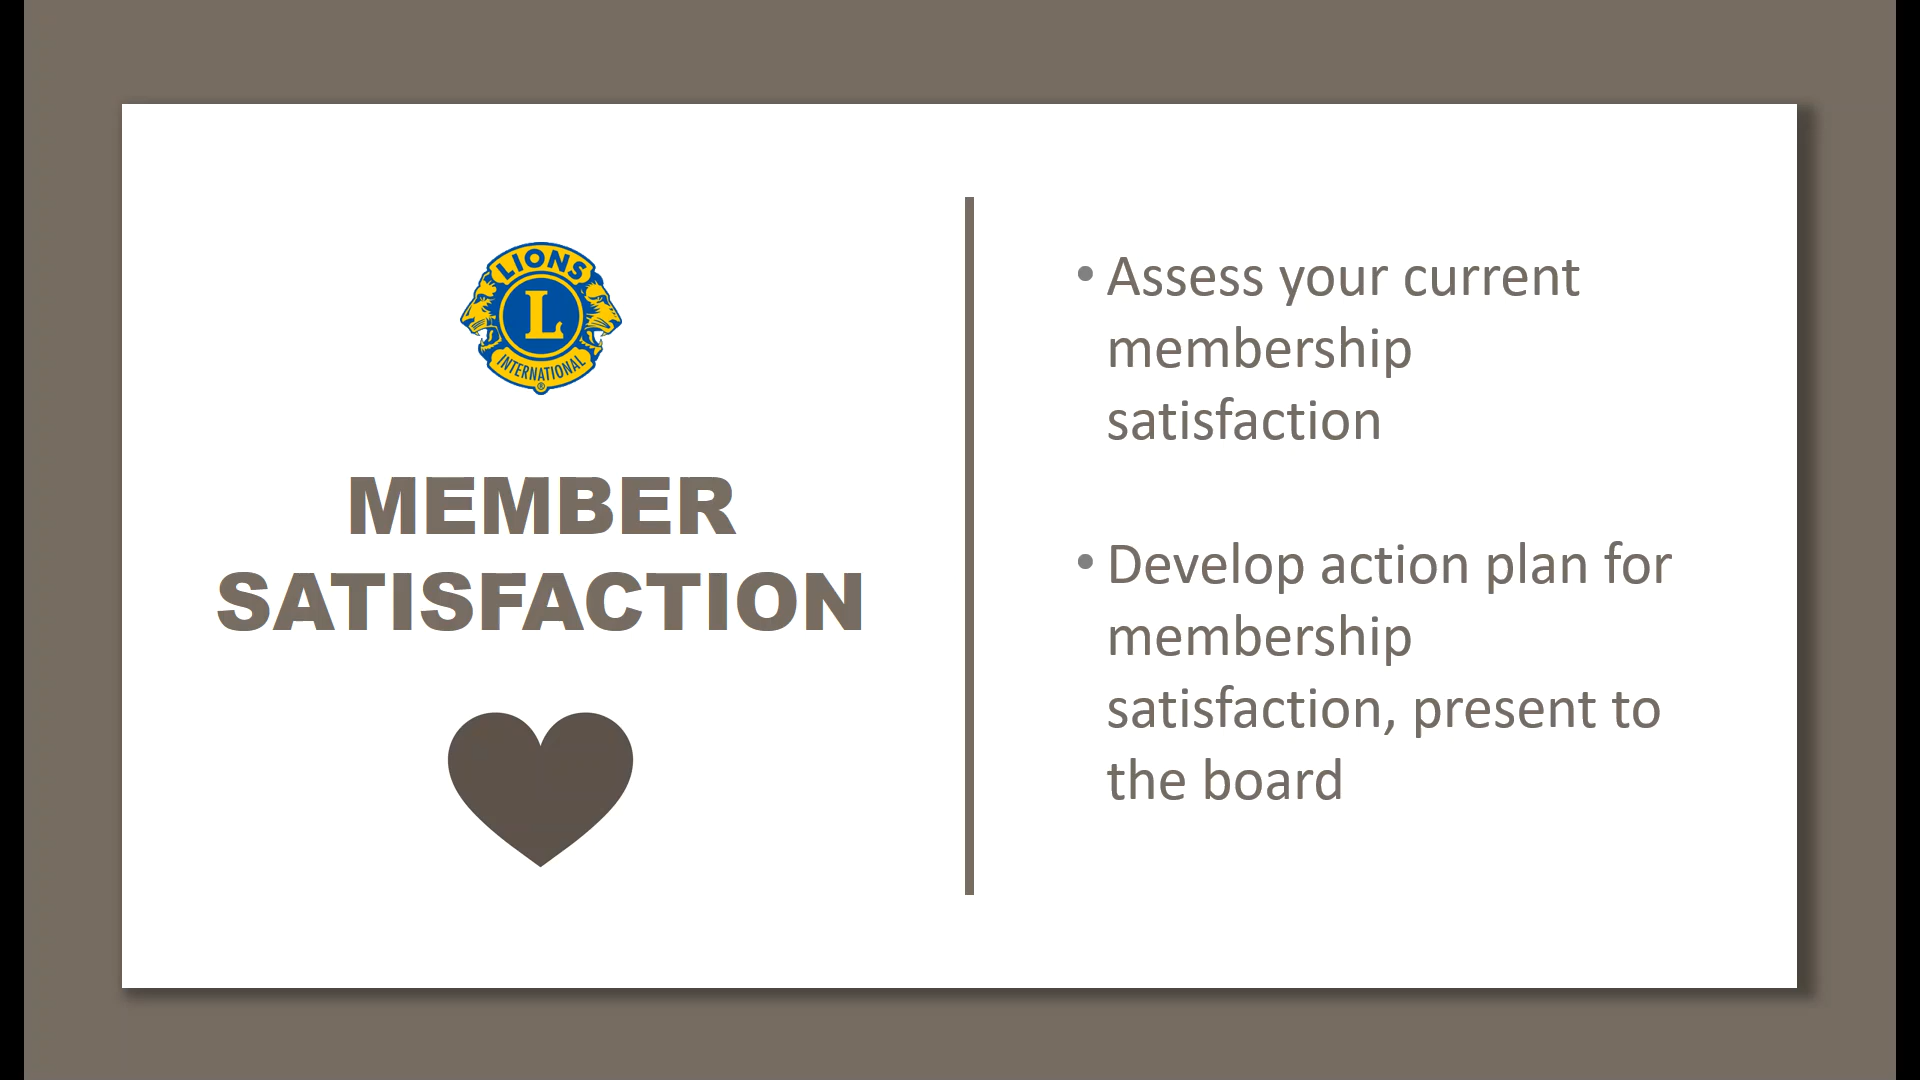 LIONS
L
INTERNATIONAL
®
MEMBER
SATISFACTION
• Assess your current
membership
satisfaction
• Develop action plan for
membership
satisfaction, present to
the board